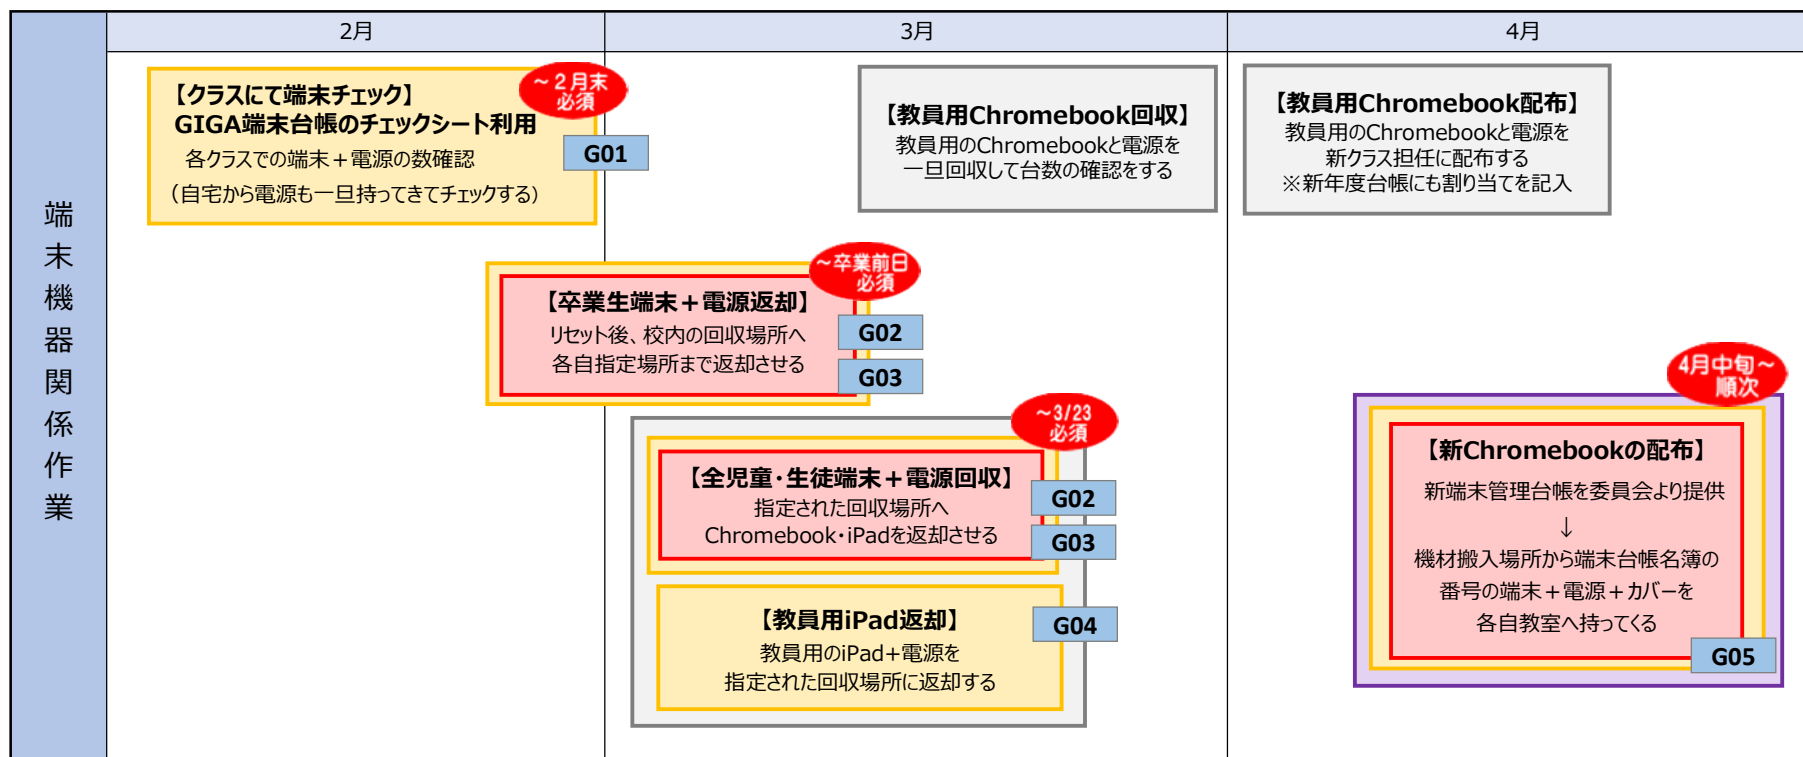 2月
3月
4月
端末機器関係作業
【クラスにて端末チェック】
GIGA端末台帳のチェックシート利用
各クラスでの端末＋電源の数確認
（自宅から電源も一旦持ってきてチェックする）
～２月末
必須
G01
【教員用Chromebook回収】
教員用のChromebookと電源を
一旦回収して台数の確認をする
【教員用Chromebook配布】
教員用のChromebookと電源を
新クラス担任に配布する
※新年度台帳にも割り当てを記入
～卒業前日
必須
【卒業生端末＋電源返却】
リセット後、校内の回収場所へ
各自指定場所まで返却させる
G02
G03
～3/23
必須
【全児童・生徒端末＋電源回収】
指定された回収場所へ
Chromebook・iPadを返却させる
G02
G03
【教員用iPad返却】
教員用のiPad+電源を
指定された回収場所に返却する
G04
4月中旬～
順次
【新Chromebookの配布】
新端末管理台帳を委員会より提供
↓
機材搬入場所から端末台帳名簿の
番号の端末＋電源＋カバーを
各自教室へ持ってくる
G05